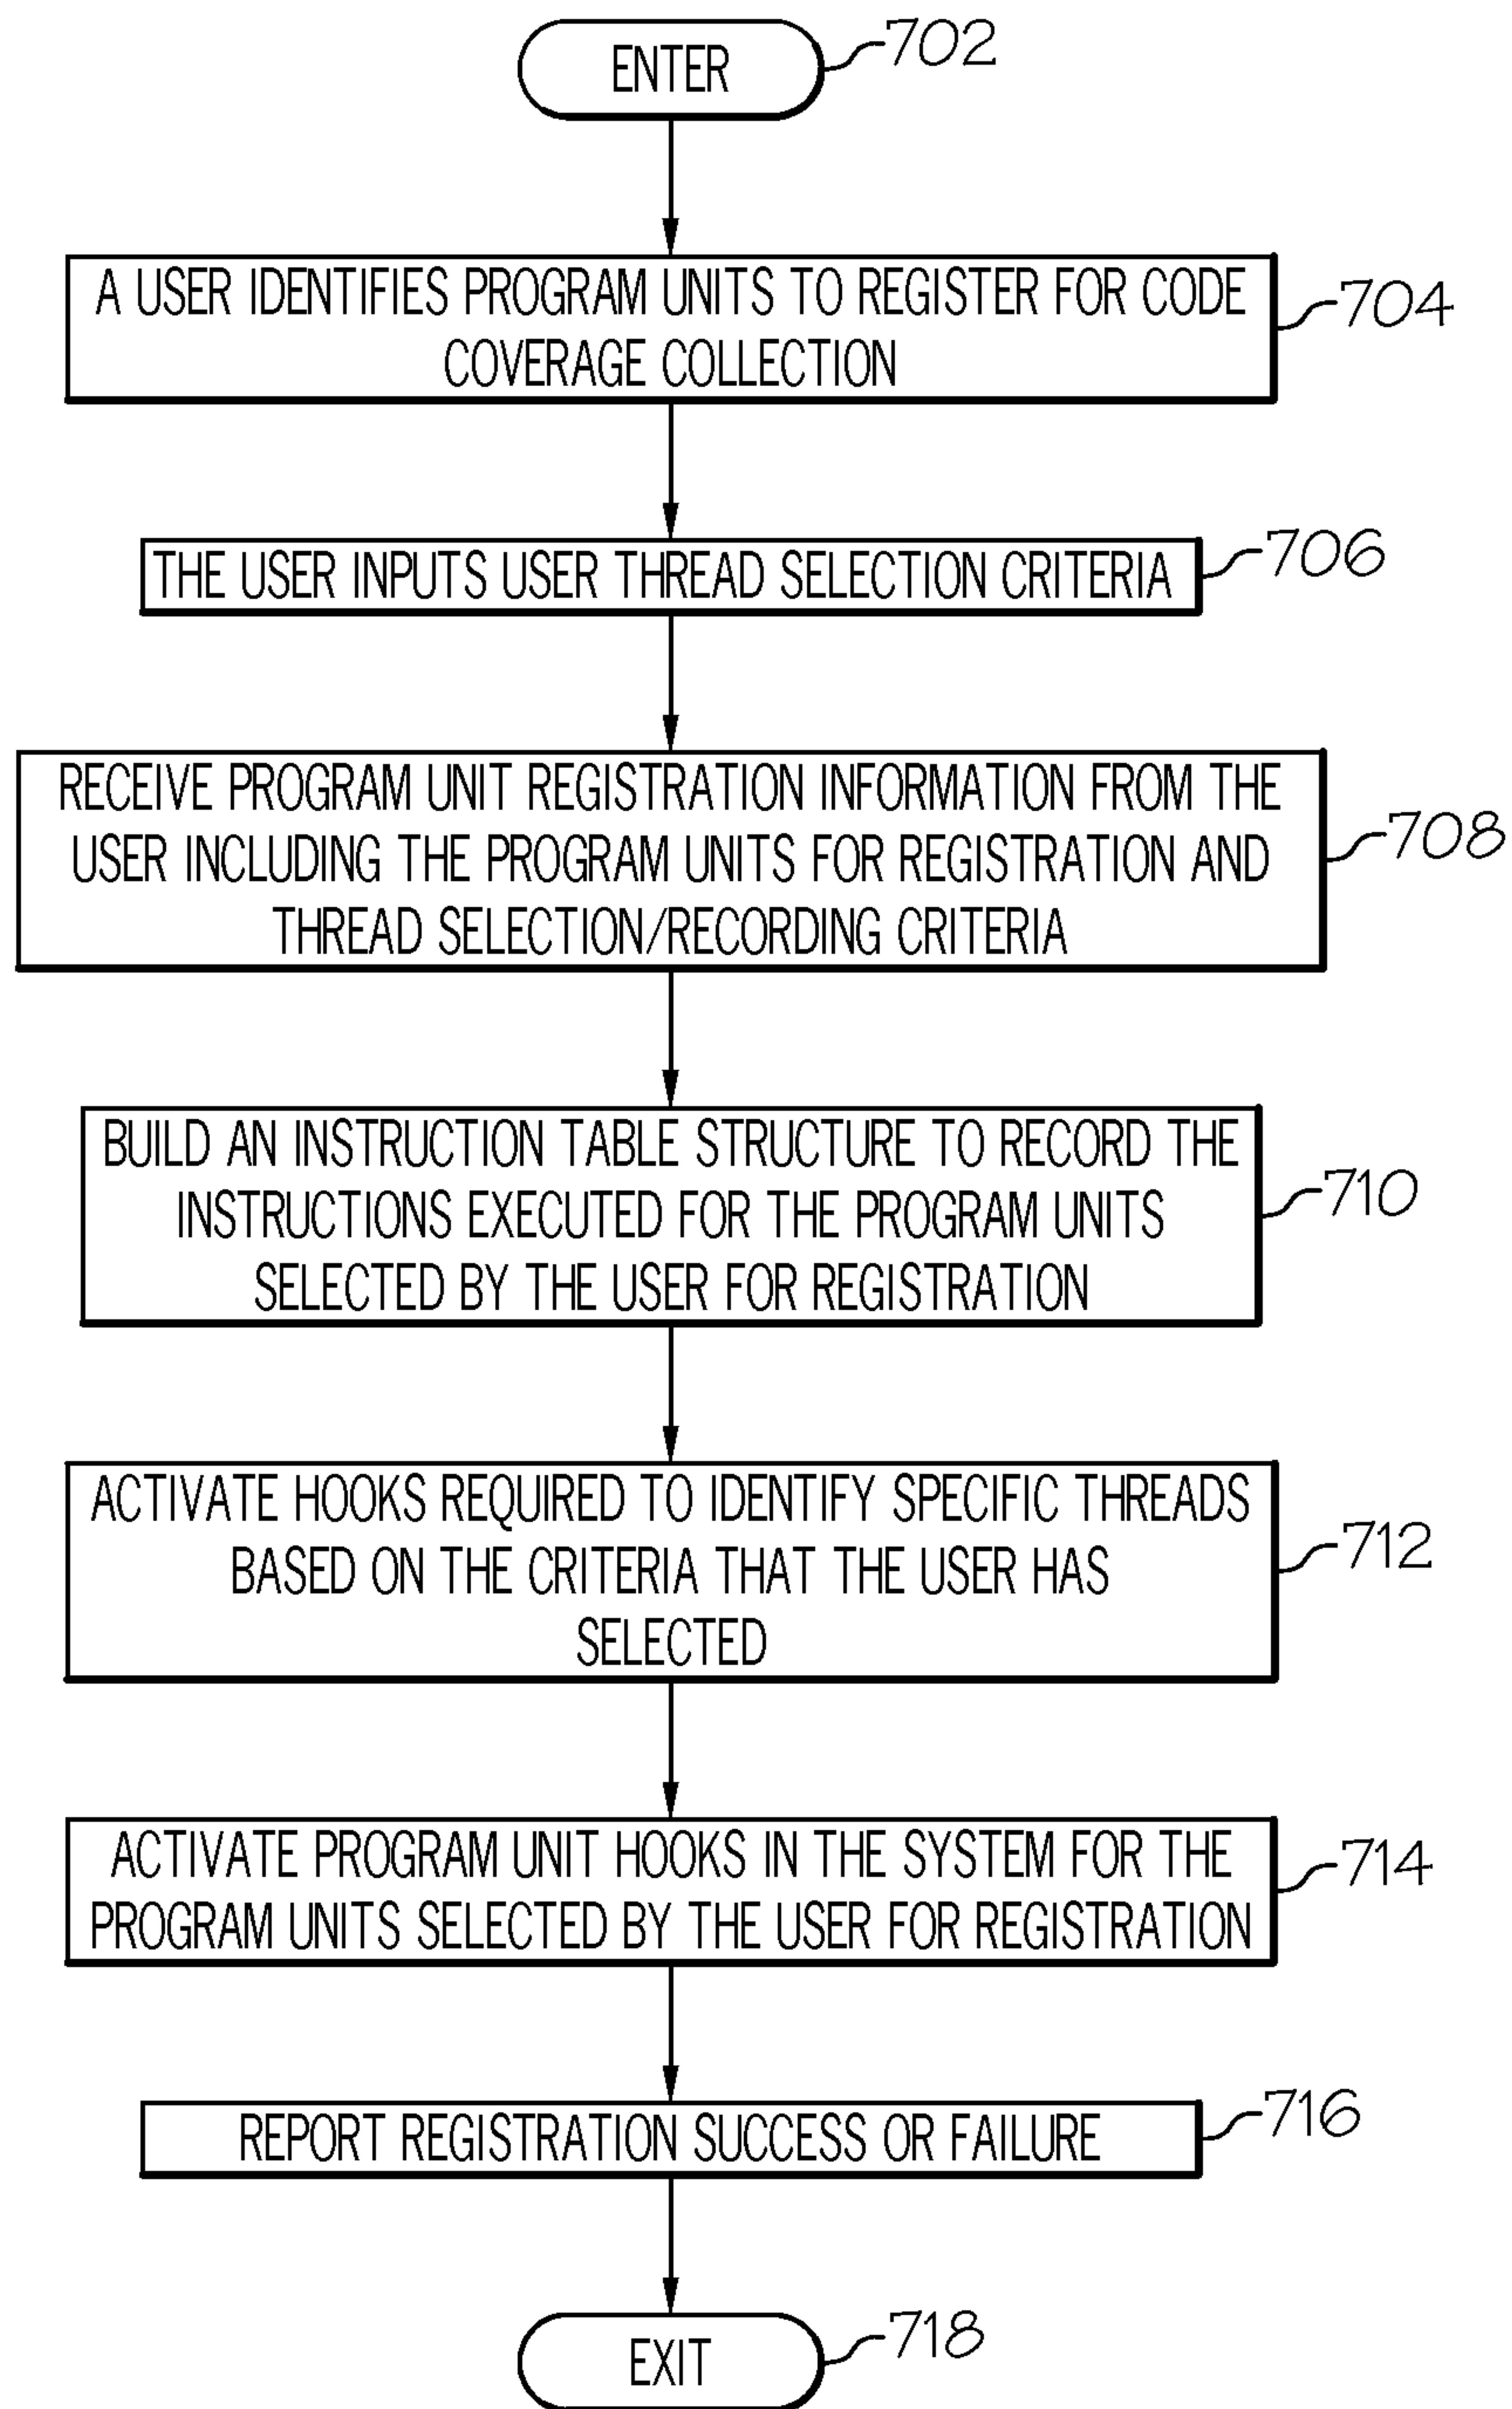 ENTER
702
A USER IDENTIFIES PROGRAM UNITS TO REGISTER FOR CODE
COVERAGE COLLECTION
704
THE USER INPUTS USER THREAD SELECTION CRITERIA
706
RECEIVE PROGRAM UNIT REGISTRATION INFORMATION FROM THE
USER INCLUDING THE PROGRAM UNITS FOR REGISTRATION AND
THREAD SELECTION/RECORDING CRITERIA
708
BUILD AN INSTRUCTION TABLE STRUCTURE TO RECORD THE
INSTRUCTIONS EXECUTED FOR THE PROGRAM UNITS
SELECTED BY THE USER FOR REGISTRATION
710
ACTIVATE HOOKS REQUIRED TO IDENTIFY SPECIFIC THREADS
BASED ON THE CRITERIA THAT THE USER HAS
SELECTED
712
ACTIVATE PROGRAM UNIT HOOKS IN THE SYSTEM FOR THE
PROGRAM UNITS SELECTED BY THE USER FOR REGISTRATION
714
REPORT REGISTRATION SUCCESS OR FAILURE
716
EXIT
718